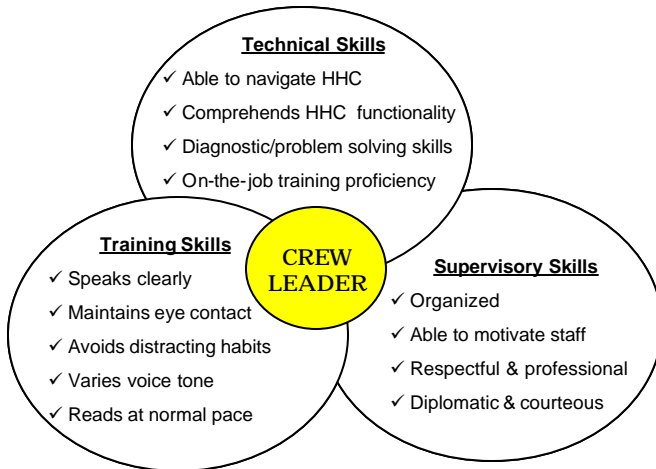 Technical Skills
✓ Able to navigate HHC
✓ Comprehends HHC functionality
✓ Diagnostic/problem solving skills
✓ On-the-job training proficiency
Training Skills
✓ Speaks clearly
✓ Maintains eye contact
✓ Avoids distracting habits
✓ Varies voice tone
✓ Reads at normal pace
CREW
LEADER
Supervisory Skills
✓ Organized
✓ Able to motivate staff
✓ Respectful & professional
✓ Diplomatic & courteous